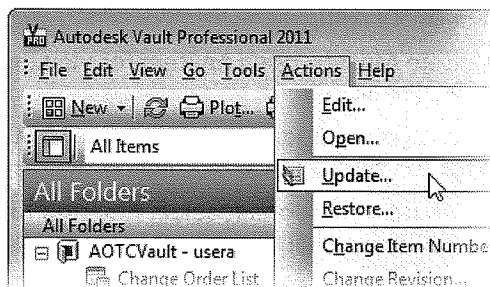 Autodesk Vault Professional 2011
File Edit View Go Tools Actions Help
New Plot...
All Items
All Folders
All Folders
AOTCVault - usera
Change Order List
Edit...
Open...
Update...
Restore...
Change Item Numbe
Change Revision...